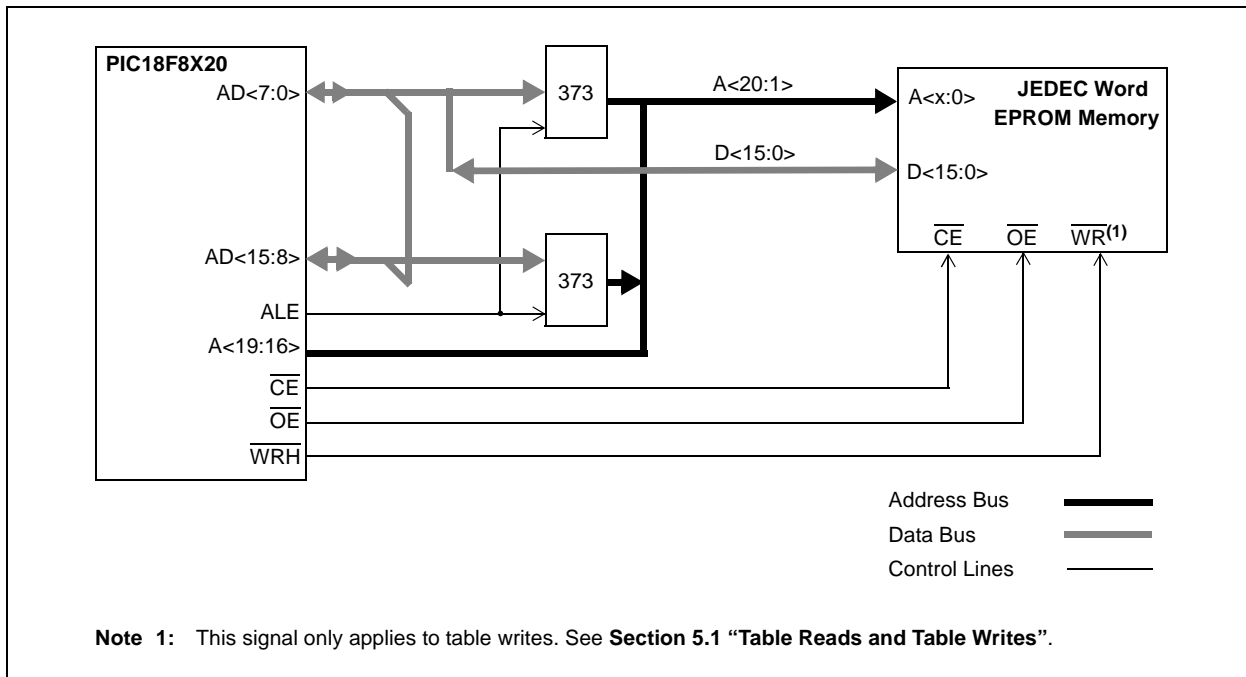 PIC18F8X20
AD<7:0>
373
A<20:1>
A<x:0>
JEDEC Word
EPROM Memory
D<15:0>
D<15:0>
CE
OE
WR(1)
AD<15:8>
373
ALE
A<19:16>
CE
OE
WRH
Address Bus
Data Bus
Control Lines
Note 1: This signal only applies to table writes. See Section 5.1 “Table Reads and Table Writes”.